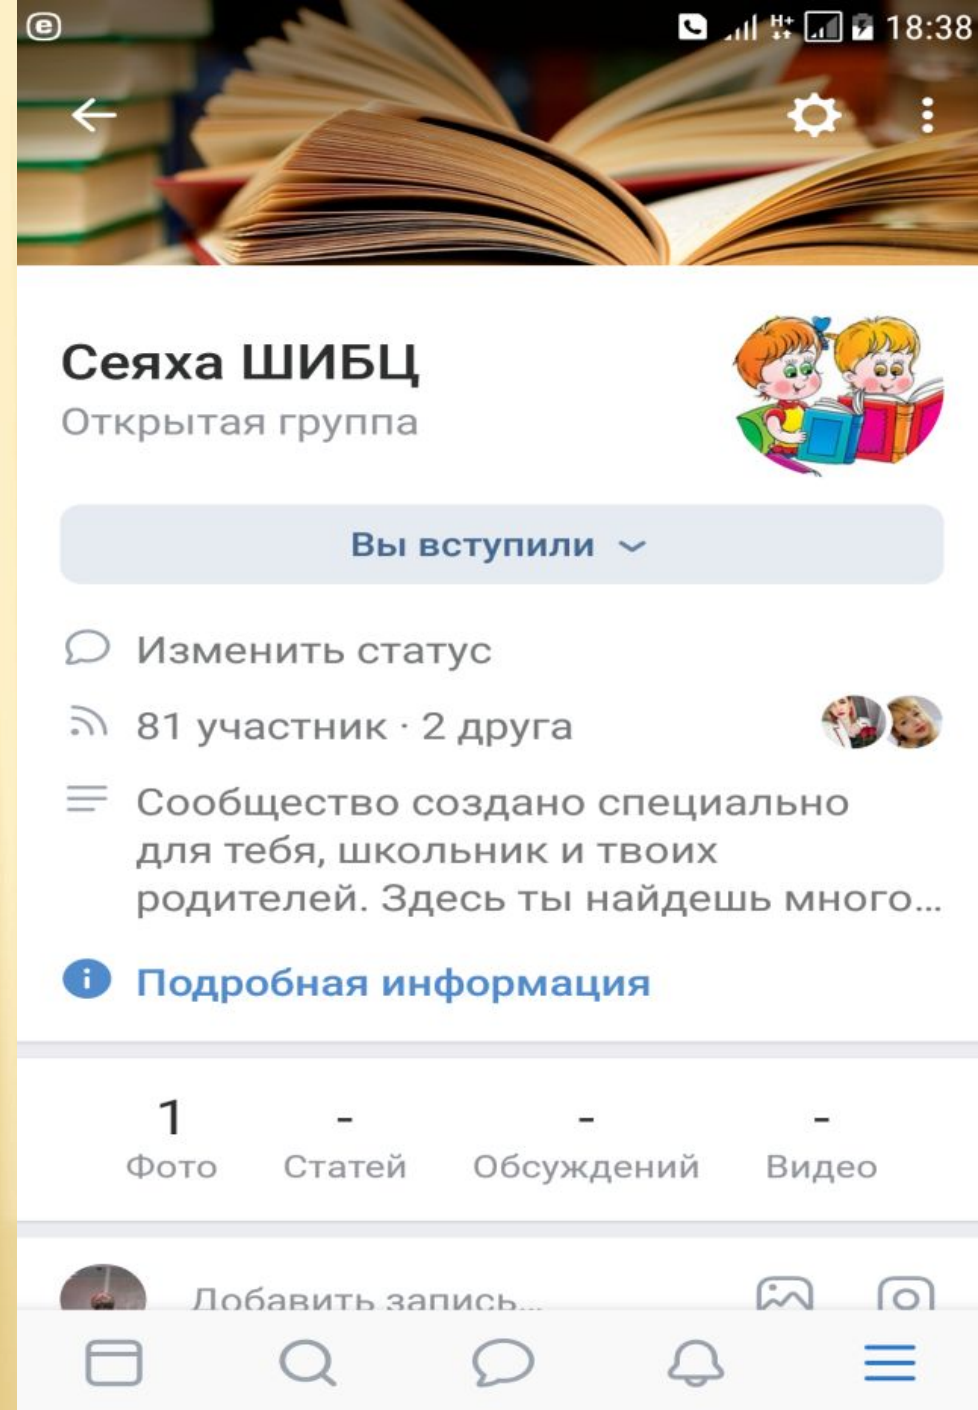 18:38
Сеяха ШИБЦ
Открытая группа
Вы вступили
Изменить статус
81 участник · 2 друга
Сообщество создано специально
для тебя, школьник и твоих
родителей. Здесь ты найдешь много...
Подробная информация
1 - - -
Фото Статей Обсуждений Видео
Добавить запись...